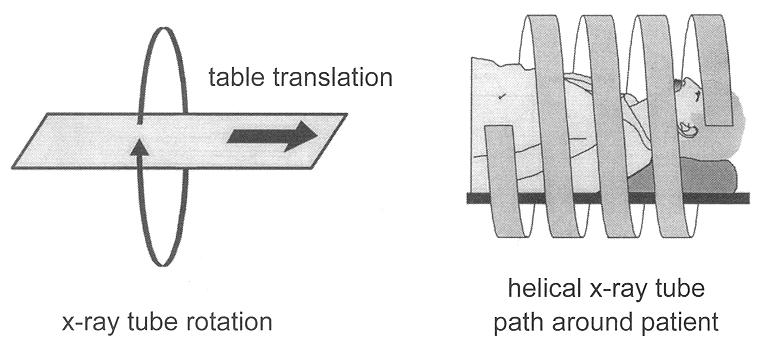 table translation
x-ray tube rotation
helical x-ray tube
path around patient